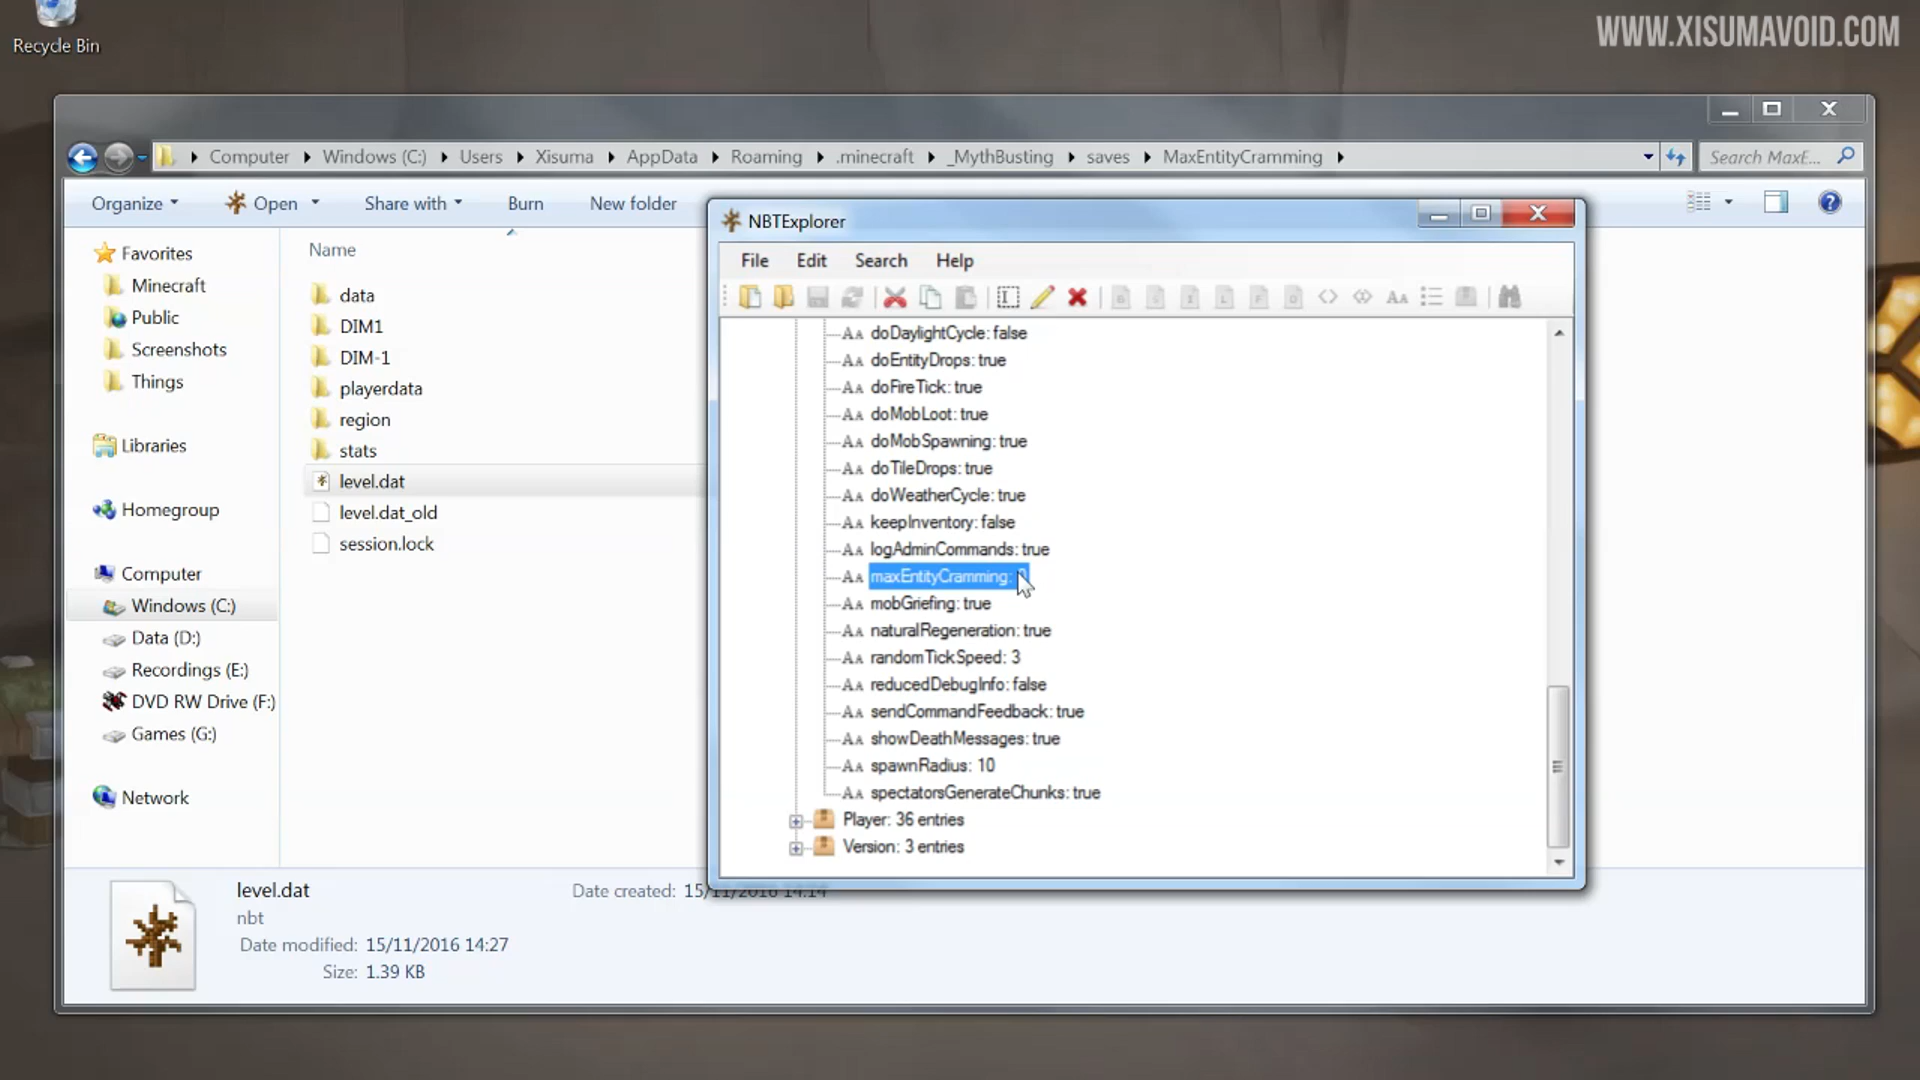 Recycle Bin
WWW.XISUMAVOID.COM
Computer
Windows (C:)
Users
Xisuma
AppData
Roaming
.minecraft
_MythBusting
saves
MaxEntityCramming
Search MaxE...
Organize
Open
Share with
Burn
New folder
Favorites
Minecraft
Public
Screenshots
Things
Libraries
Homegroup
Computer
Windows (C:)
Data (D:)
Recordings (E:)
DVD RW Drive (F:)
Games (G:)
Network
Name
data
DIM1
DIM-1
playerdata
region
stats
level.dat
level.dat_old
session.lock
NBTExplorer
File Edit Search Help
doDaylightCycle: false
doEntityDrops: true
doFireTick: true
doMobLoot: true
doMobSpawning: true
doTileDrops: true
doWeatherCycle: true
keepInventory: false
logAdminCommands: true
maxEntityCramming:
mobGriefing: true
naturalRegeneration: true
randomTickSpeed: 3
reducedDebugInfo: false
sendCommandFeedback: true
showDeathMessages: true
spawnRadius: 10
spectatorsGenerateChunks: true
Player: 36 entries
Version: 3 entries
level.dat
nbt
Date modified: 15/11/2016 14:27
Size: 1.39 KB
Date created: 15/11/2016 14:14